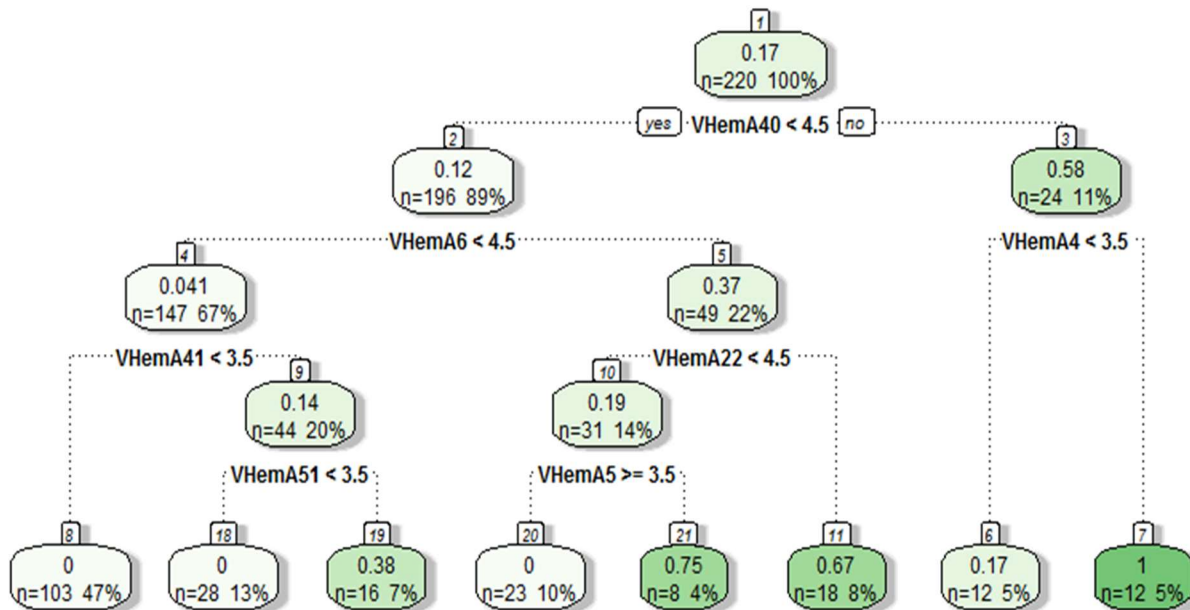 1
0.17
n=220 100%
yes VHemA40 < 4.5 no
2
0.12
n=196 89%
3
0.58
n=24 11%
VHemA6 < 4.5
VHemA4 < 3.5
4
0.041
n=147 67%
5
0.37
n=49 22%
VHemA41 < 3.5
VHemA22 < 4.5
9
0.14
n=44 20%
10
0.19
n=31 14%
VHemA51 < 3.5
VHemA5 >= 3.5
8
0
n=103 47%
18
0
n=28 13%
19
0.38
n=16 7%
20
0
n=23 10%
21
0.75
n=8 4%
11
0.67
n=18 8%
6
0.17
n=12 5%
7
1
n=12 5%